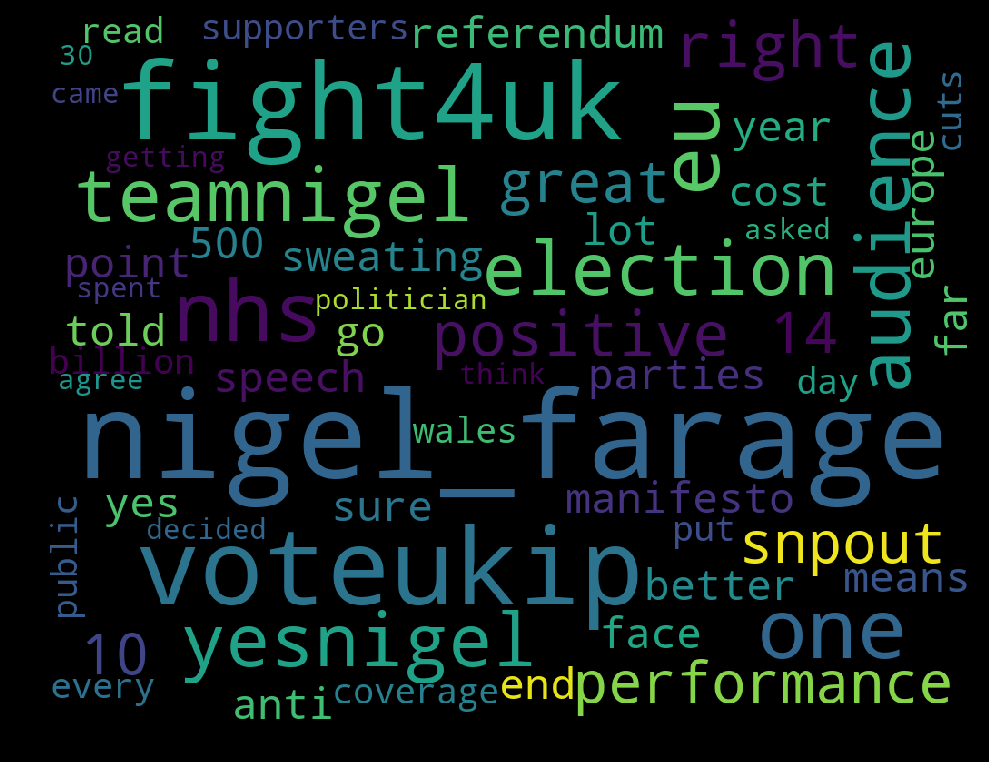 read
supporters
referendum
right
30
came
fight4uk
eu
audience
cuts
year
getting
teamnigel
great
cost
europe
500
lot
asked
point
sweating
election
spent
nhs
politician
told
go
positive
14
far
billion
agree
speech
think
parties
day
nigel_farage
wales
yes
sure
manifesto
public
decided
put
snpout
voteukip
better
means
10
yesnigel
face
one
every
anti
coverage
end
performance